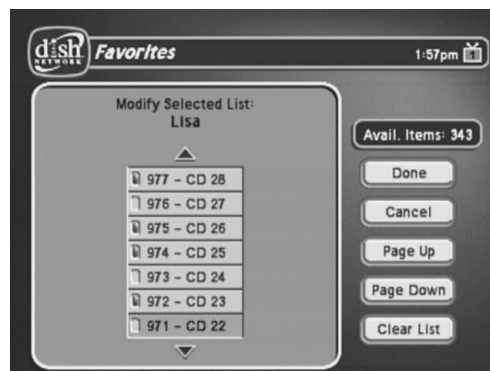 dish
NETWORK
Favorites
1:57pm
1
Modify Selected List:
Lisa
977 - CD 28
976 - CD 27
975 - CD 26
974 - CD 25
973 - CD 24
972 - CD 23
971 - CD 22
Avail. Items: 343
Done
Cancel
Page Up
Page Down
Clear List